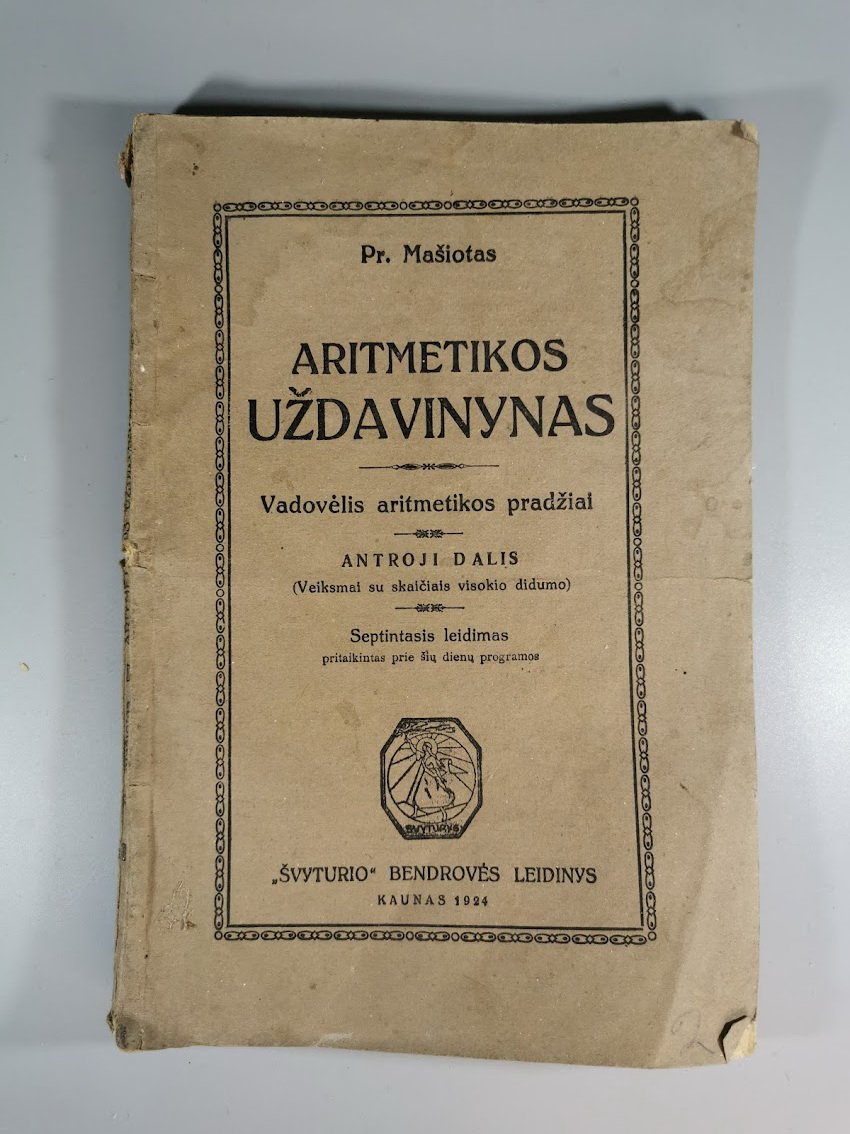 Pr. Mašiotas
ARITMETIKOS
UŽDAVINYNAS
Vadovėlis aritmetikos pradžiai
ANTROJI DALIS
(Veiksmai su skaičiais visokio didumo)
Septintasis leidimas
pritaikintas prie šių dienų programos
ŠVYTURYS
„ŠVYTURIO“ BENDROVĖS LEIDINYS
KAUNAS 1924
2